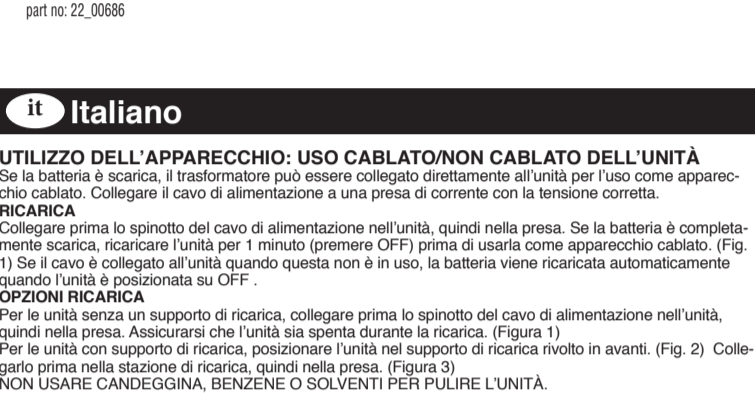 part no: 22_00686
it Italiano
UTILIZZO DELL'APPARECCHIO: USO CABLATO/NON CABLATO DELL'UNITÀ
Se la batteria è scarica, il trasformatore può essere collegato direttamente all'unità per l'uso come apparec-
chio cablato. Collegare il cavo di alimentazione a una presa di corrente con la tensione corretta.
RICARICA
Collegare prima lo spinotto del cavo di alimentazione nell'unità, quindi nella presa. Se la batteria è completa-
mente scarica, ricaricare l'unità per 1 minuto (premere OFF) prima di usarla come apparecchio cablato. (Fig.
1) Se il cavo è collegato all'unità quando questa non è in uso, la batteria viene ricaricata automaticamente
quando l'unità è posizionata su OFF .
OPZIONI RICARICA
Per le unità senza un supporto di ricarica, collegare prima lo spinotto del cavo di alimentazione nell'unità,
quindi nella presa. Assicurarsi che l'unità sia spenta durante la ricarica. (Figura 1)
Per le unità con supporto di ricarica, posizionare l'unità nel supporto di ricarica rivolto in avanti. (Fig. 2)  Colle-
garlo prima nella stazione di ricarica, quindi nella presa. (Figura 3)
NON USARE CANDEGGINA, BENZENE O SOLVENTI PER PULIRE L'UNITÀ.